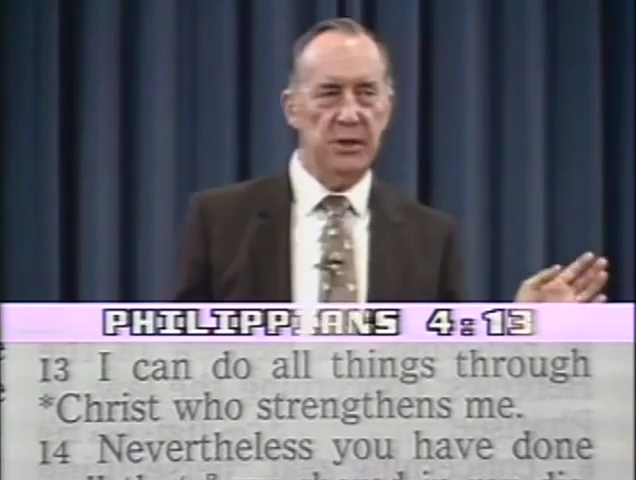 PHILIPPIANS 4:13
13 I can do all things through
*Christ who strengthens me.
14 Nevertheless you have done